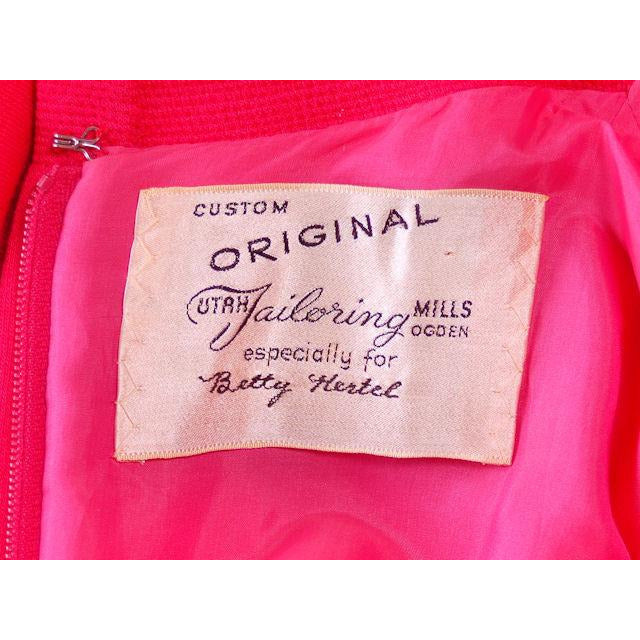 CUSTOM
ORIGINAL
UTAH Tailoring MILLS
OGDEN
especially for
Betty Hertel